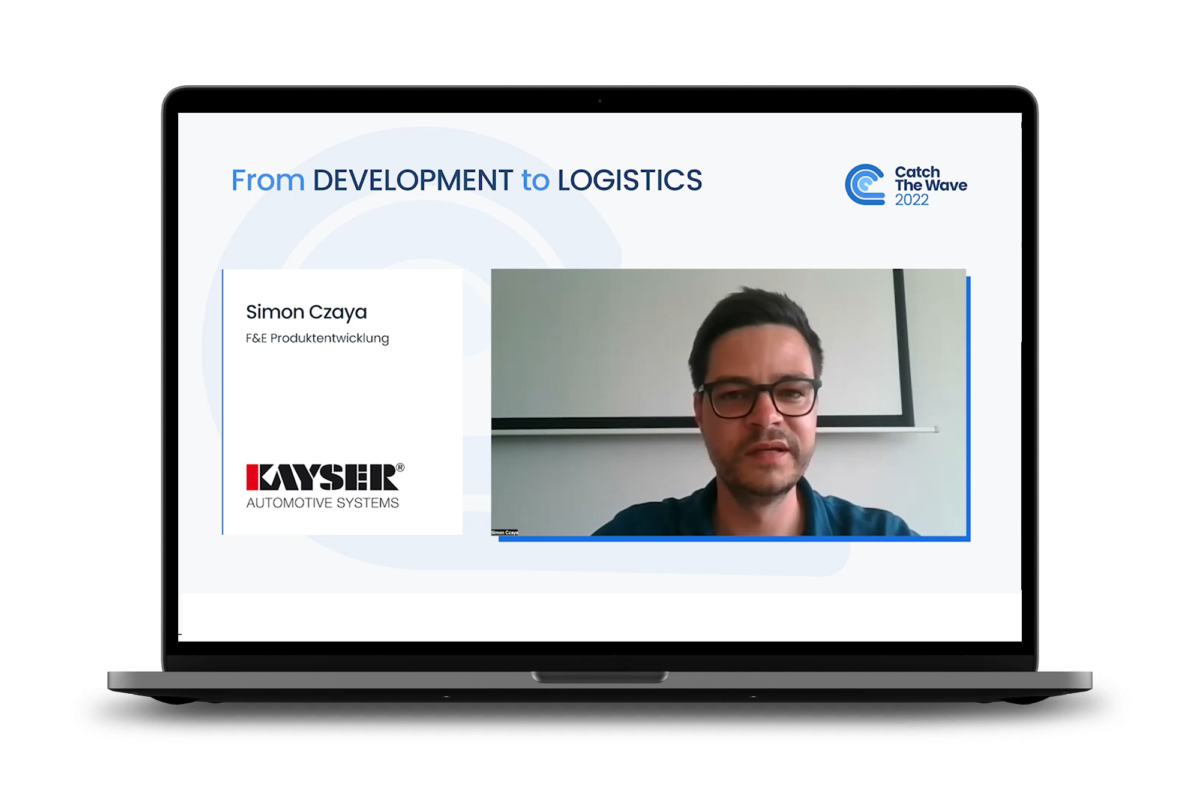 From DEVELOPMENT to LOGISTICS
Catch
The Wave
2022
Simon Czaya
F&E Produktentwicklung
KAYSER®
AUTOMOTIVE SYSTEMS
Simon Czaya